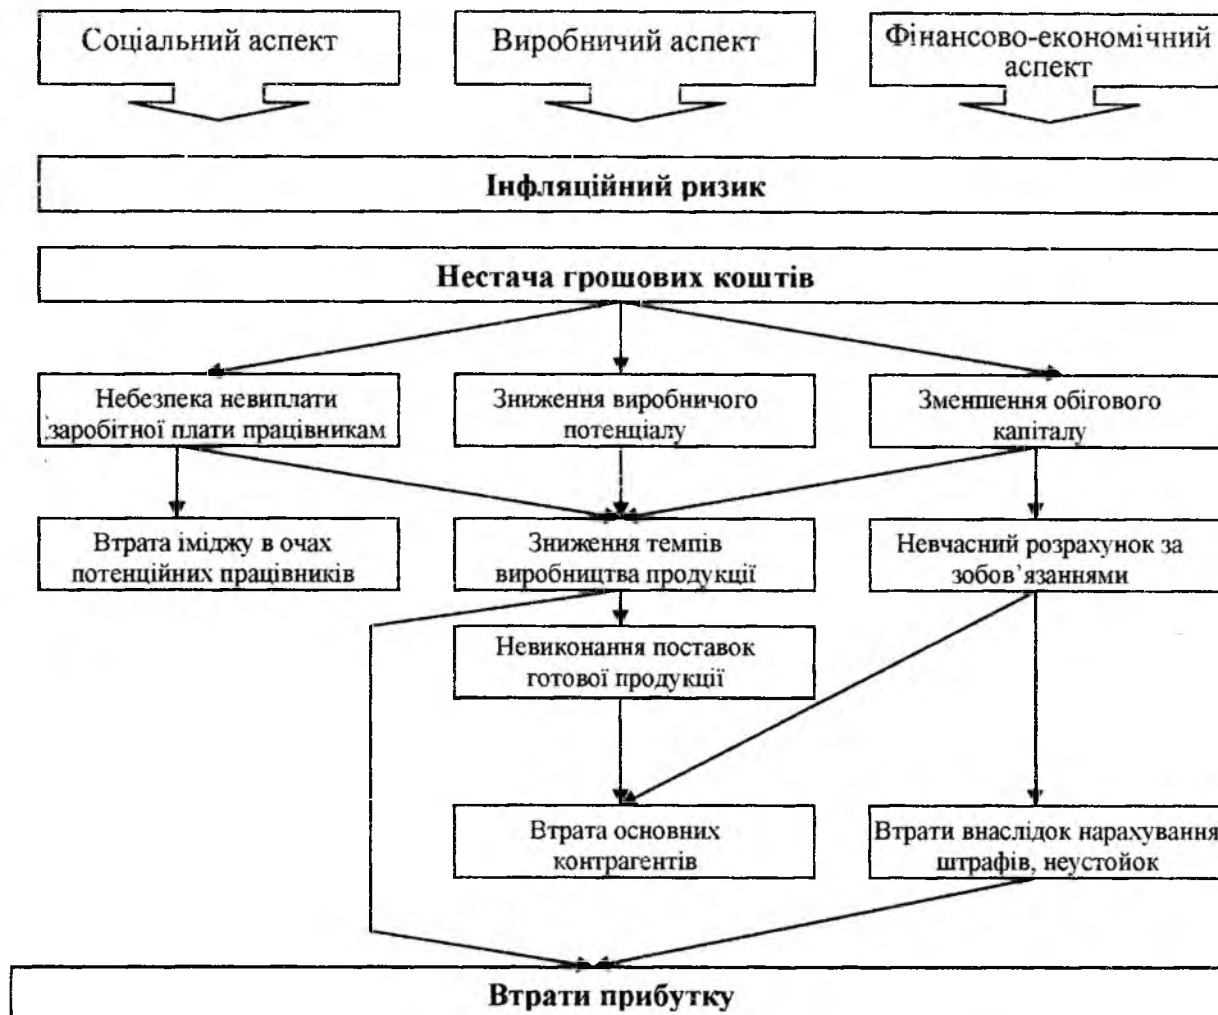 Соціальний аспект
Виробничий аспект
Фінансово-економічний
аспект
Інфляційний ризик
Нестача грошових коштів
Небезпека невиплати
заробітної плати працівникам
Зниження виробничого
потенціалу
Зменшення обігового
капіталу
Втрата іміджу в очах
потенційних працівників
Зниження темпів
виробництва продукції
Невчасний розрахунок за
зобов’язаннями
Невиконання поставок
готової продукції
Втрата основних
контрагентів
Втрати внаслідок нарахування
штрафів, неустойок
Втрати прибутку